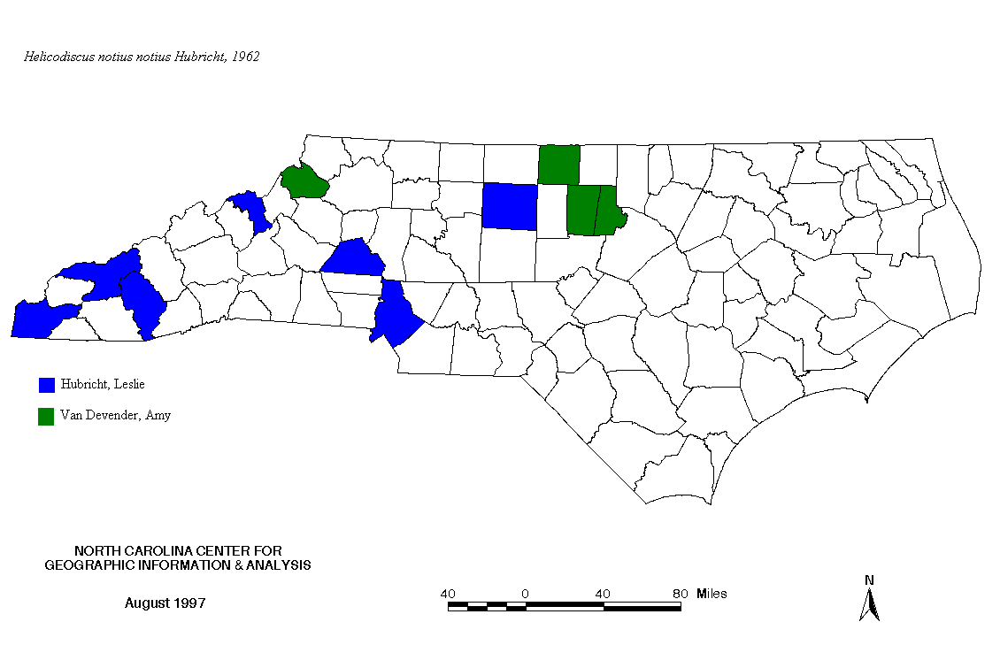 Helicodiscus notius notius Hubricht, 1962
Hubricht, Leslie
Van Devender, Amy
NORTH CAROLINA CENTER FOR
GEOGRAPHIC INFORMATION & ANALYSIS
August 1997
40 0 40 80 Miles
N